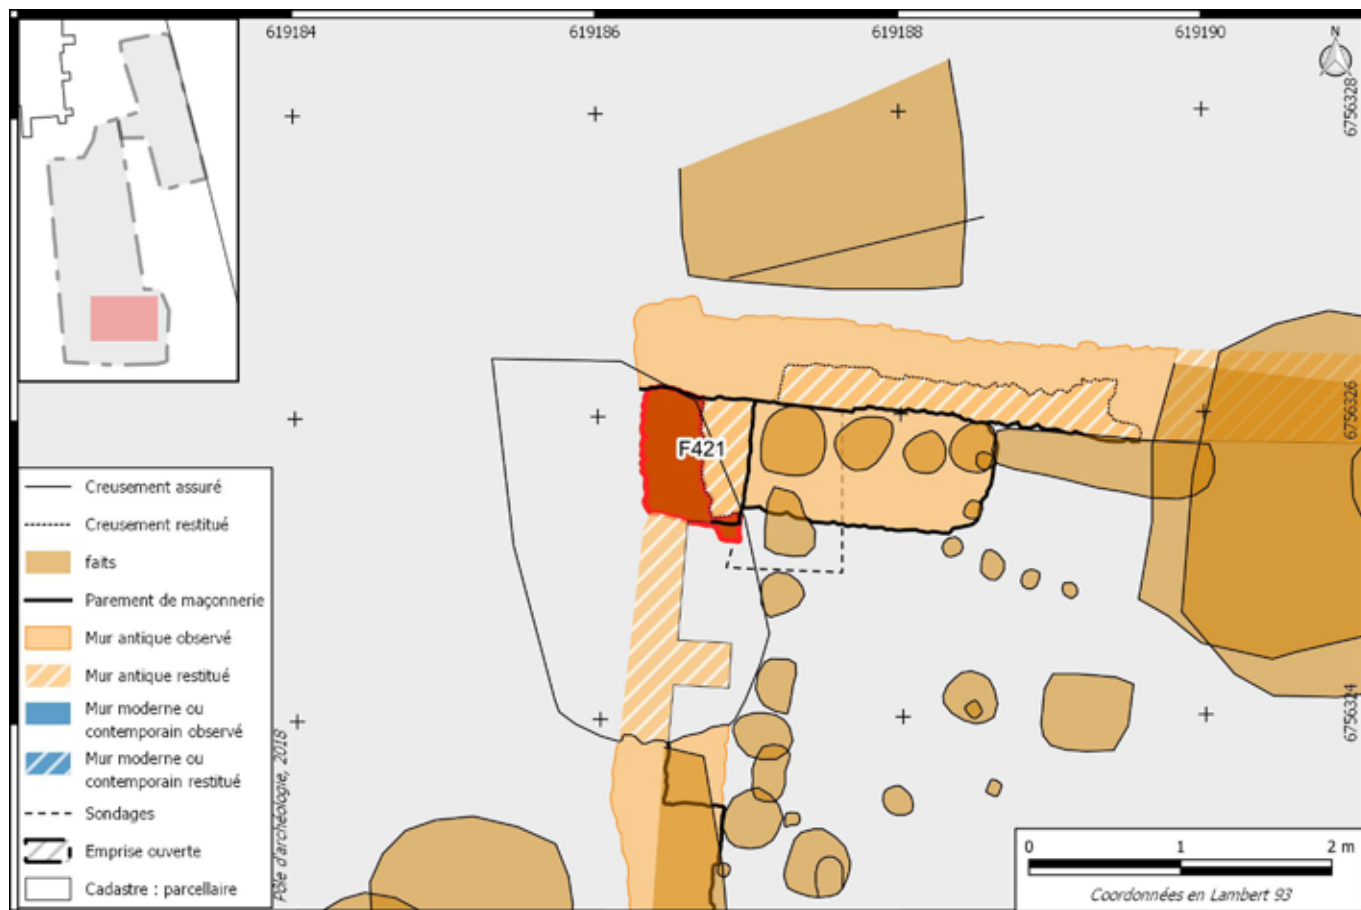 619184
619186
619188
619190
N
6756328
6756326
6756324
F421
Creusement assuré
Creusement restitué
faits
Parement de maçonnerie
Mur antique observé
Mur antique restitué
Mur moderne ou
contemporain observé
Mur moderne ou
contemporain restitué
Sondages
Emprise ouverte
Cadastre : parcellaire
Pôle d'archéologie, 2018
0 1 2 m
Coordonnées en Lambert 93